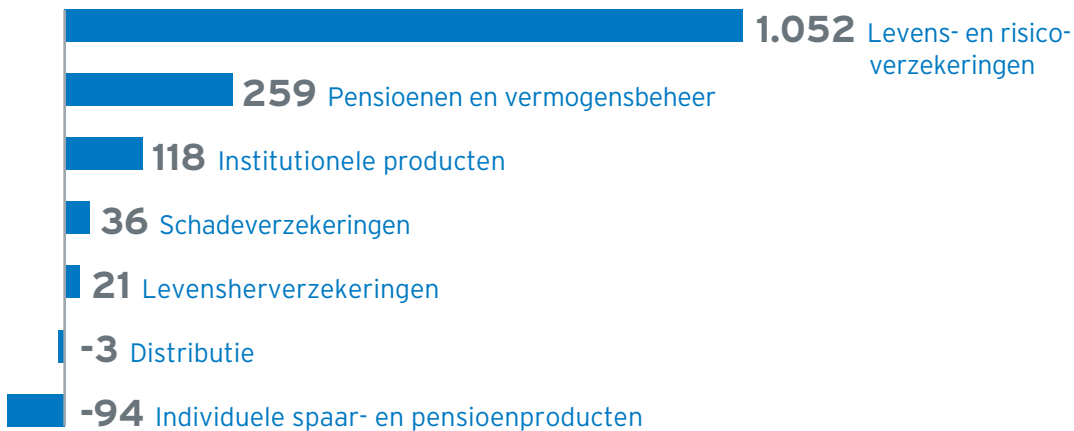 1.052 Levens- en risico-
verzekeringen
259 Pensioenen en vermogensbeheer
118 Institutionele producten
36 Schadeverzekeringen
21 Levensherverzekeringen
-3 Distributie
-94 Individuele spaar- en pensioenproducten